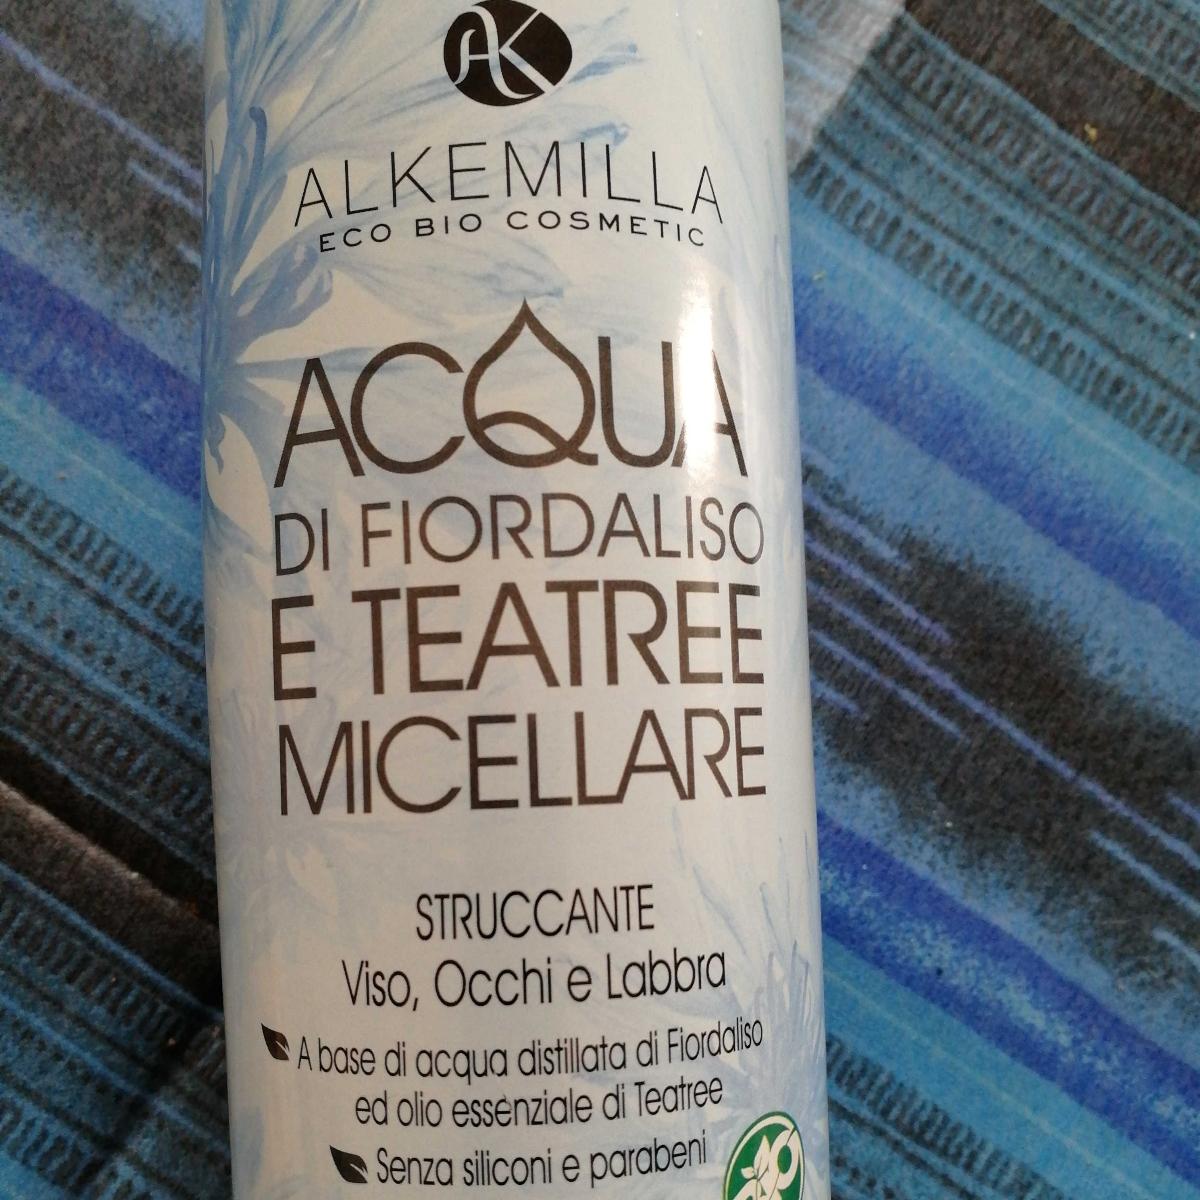 AK
ALKEMILLA
ECO BIO COSMETIC
ACQUA
DI FIORDALISO
E TEATREE
MICELLARE
STRUCCANTE
Viso, Occhi e Labbra
A base di acqua distillata di Fiordaliso
ed olio essenziale di Teatree
Senza siliconi e parabeni